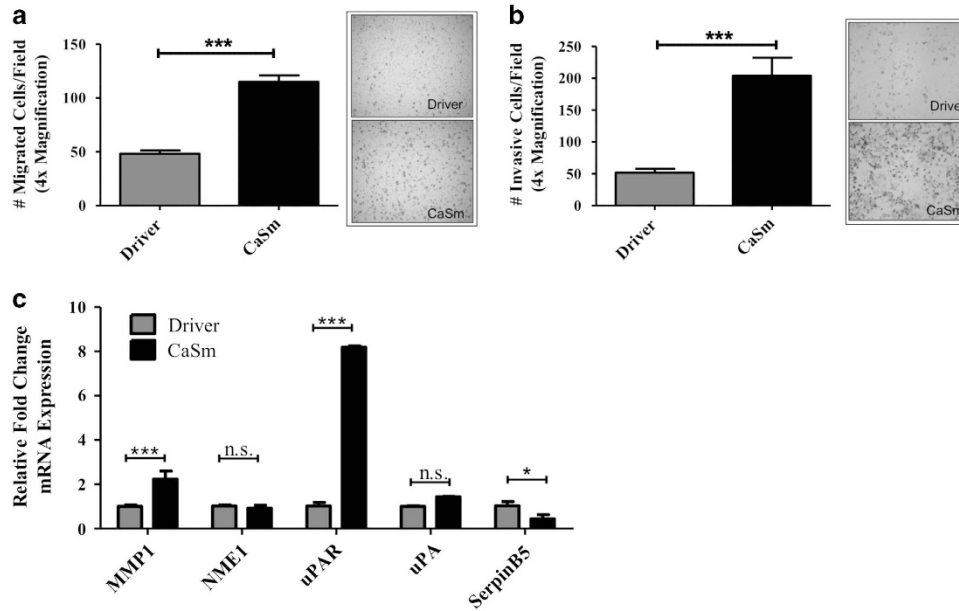 a
# Migrated Cells/Field
(4x Magnification)
150
100
50
0
***
Driver
CaSm
Driver
CaSm
b
# Invasive Cells/Field
(4x Magnification)
250
200
150
100
50
0
***
Driver
CaSm
Drive
CaSm
c
Relative Fold Change
mRNA Expression
10
8
6
4
2
0
Driver
CaSm
***
n.s.
***
n.s.
*
MMP1
NME1
uPAR
uPA
SerpinB5